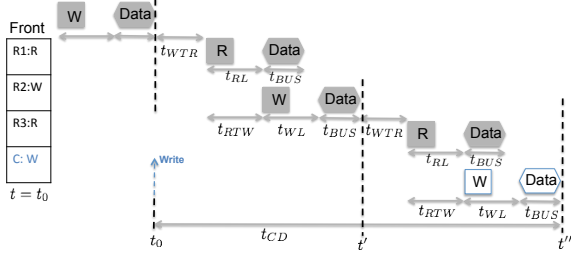 W Data
Front
t_WTR
R1:R
R Data
t_RL t_BUS
R2:W
W Data
R3:R
t_RTW t_WL t_BUS t_WTR
R Data
t_RL t_BUS
C: W
Write
W Data
t = t_0
t_RTW t_WL t_BUS
t_CD
t_0 t' t''